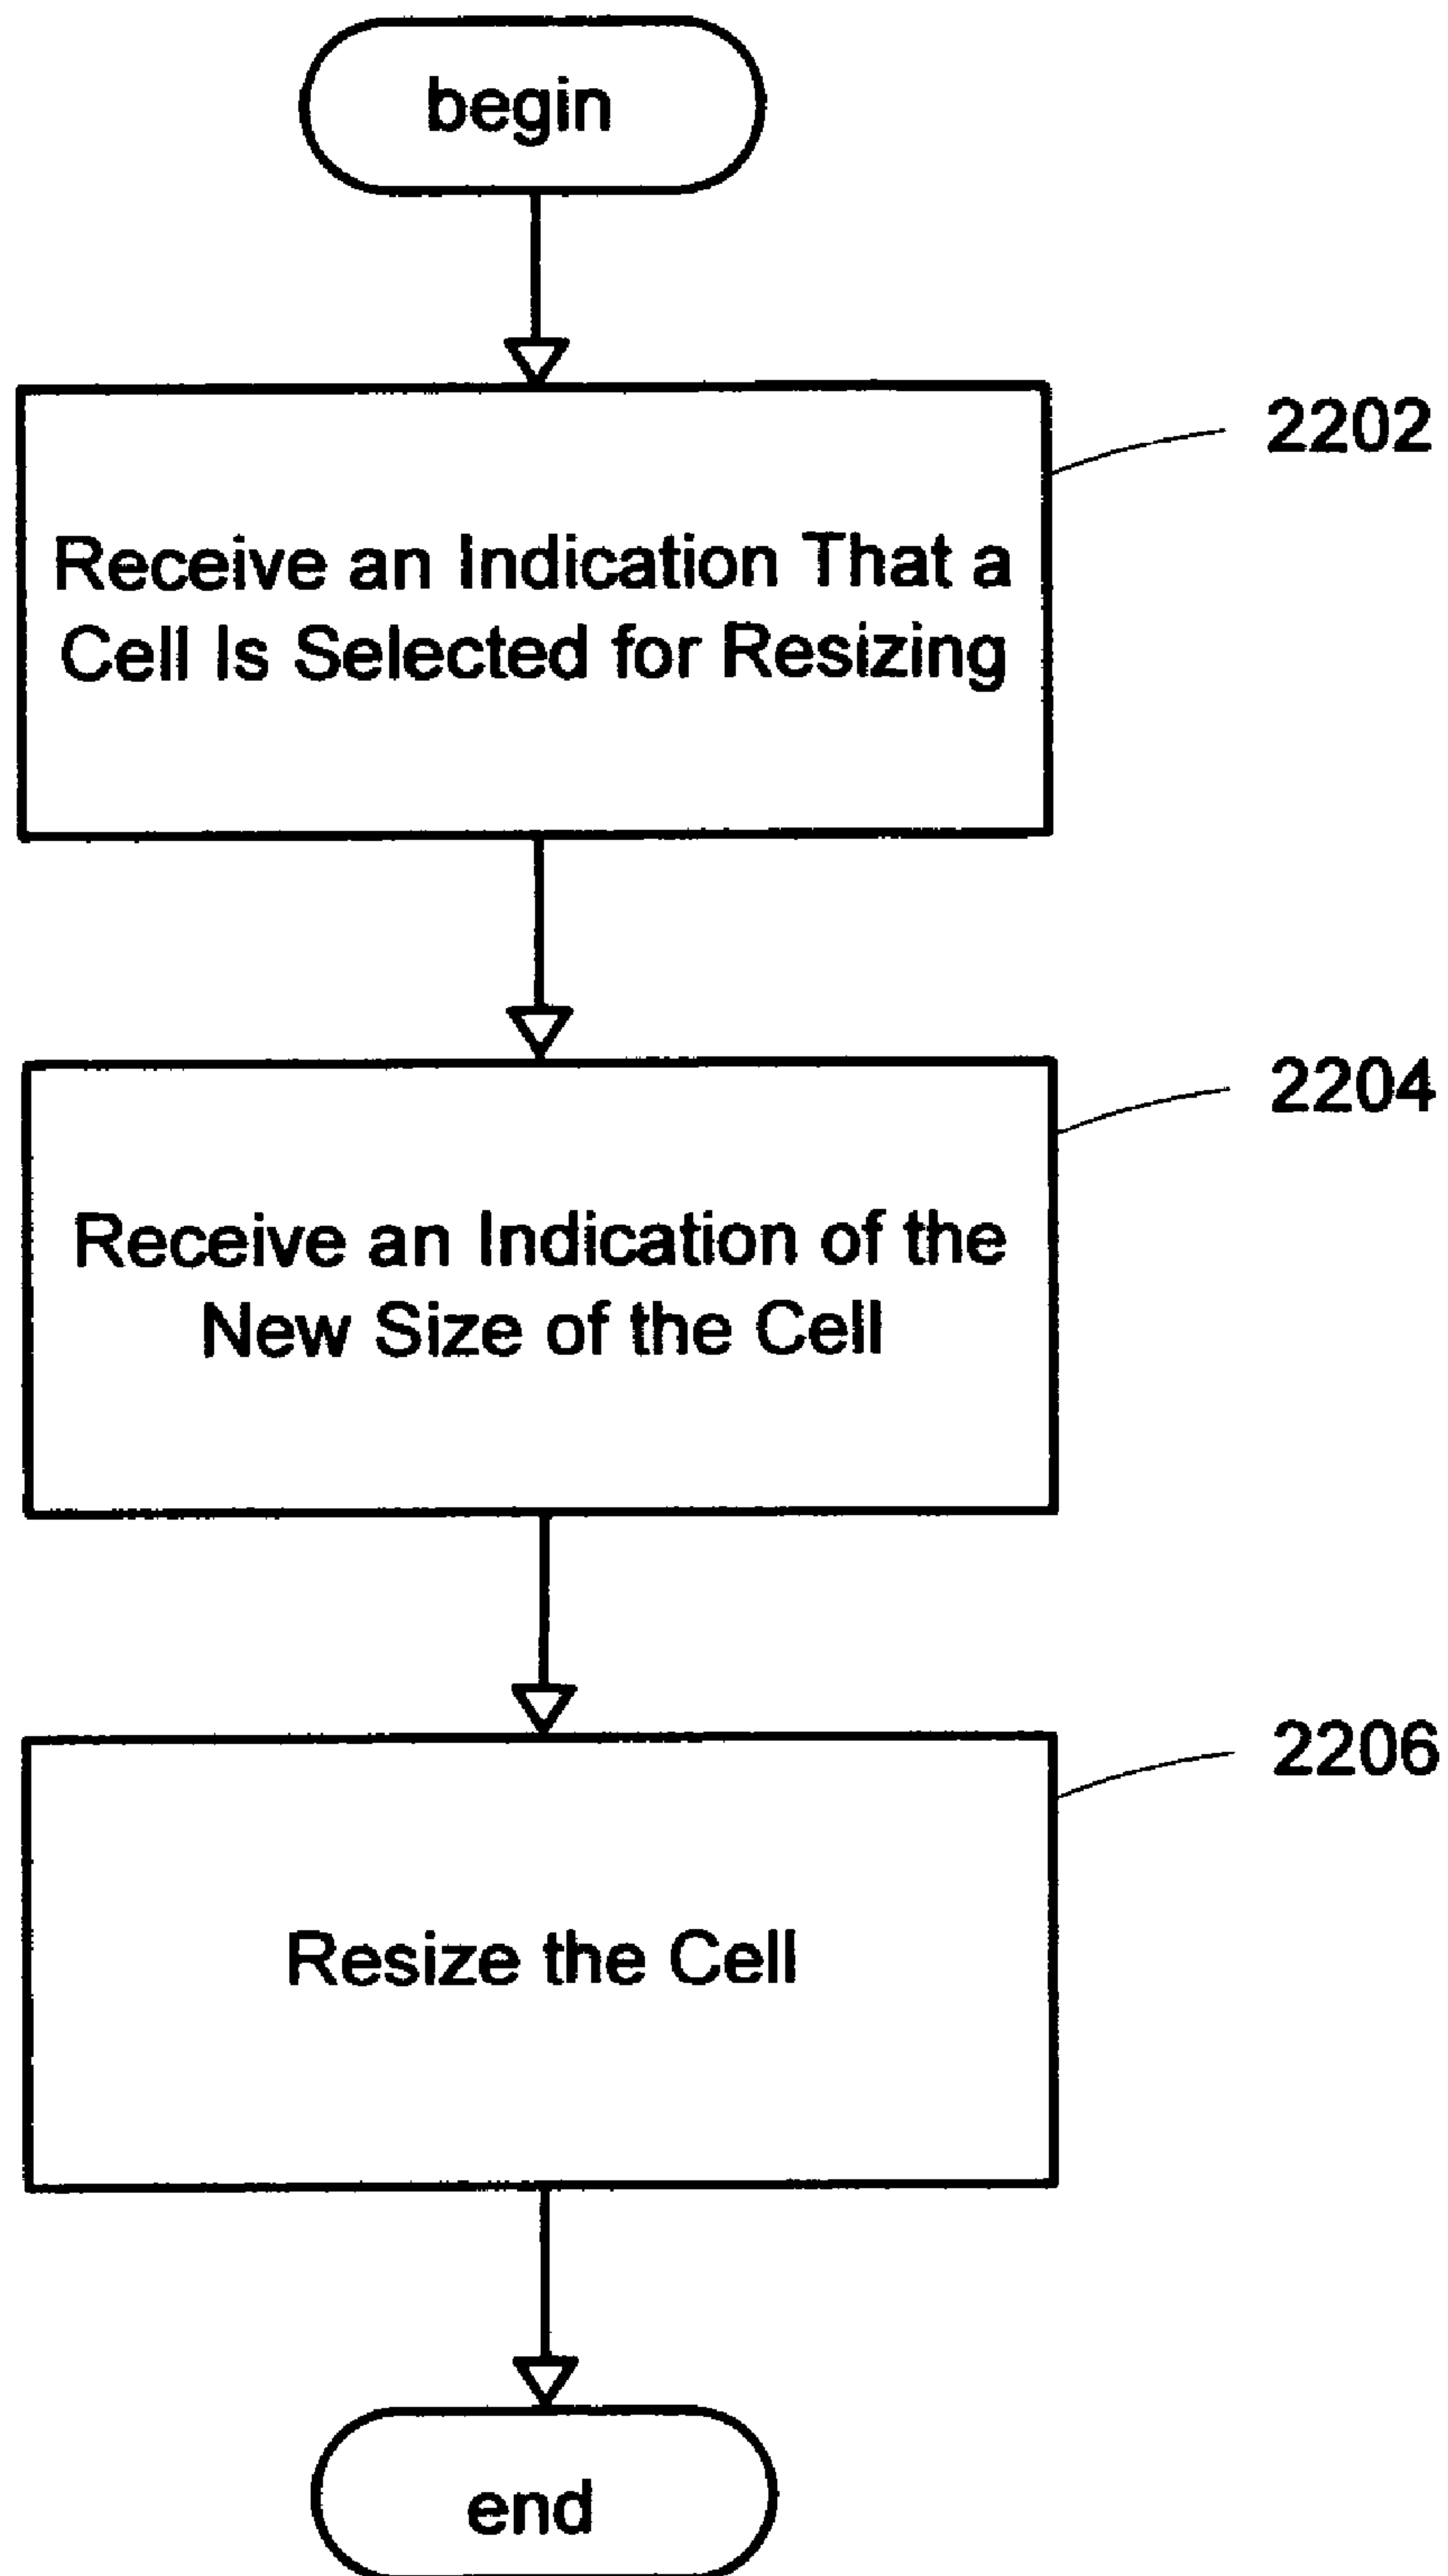 begin
2202
Receive an Indication That a
Cell Is Selected for Resizing
2204
Receive an Indication of the
New Size of the Cell
2206
Resize the Cell
end